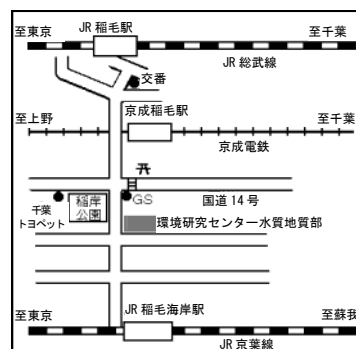 JR 稲毛駅
至東京
至千葉
JR 総武線
交番
京成稲毛駅
至上野
至千葉
京成電鉄
国道 14 号
GS
稲岸
公園
千葉
トヨペット
環境研究センター水質地質部
JR 稲毛海岸駅
至東京
至蘇我
JR 京葉線